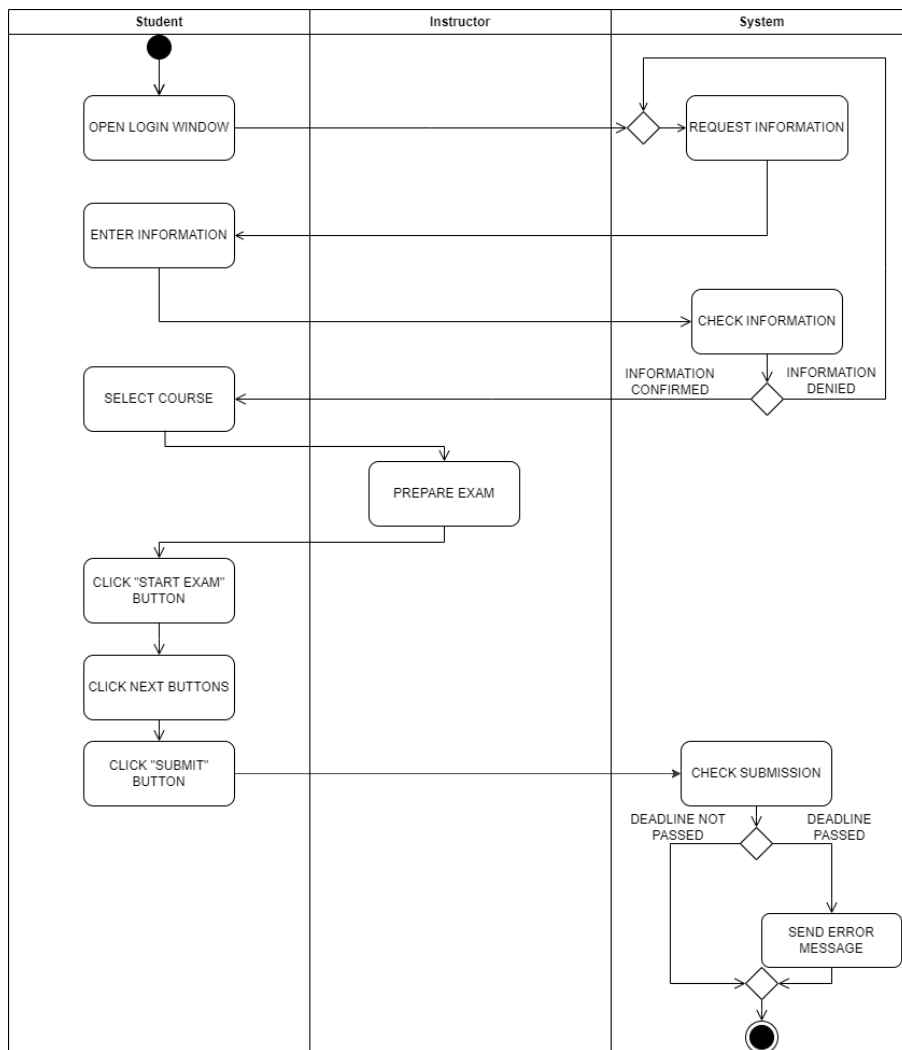 Student
Instructor
System
OPEN LOGIN WINDOW
REQUEST INFORMATION
ENTER INFORMATION
CHECK INFORMATION
INFORMATION
CONFIRMED
INFORMATION
DENIED
SELECT COURSE
PREPARE EXAM
CLICK "START EXAM"
BUTTON
CLICK NEXT BUTTONS
CLICK "SUBMIT"
BUTTON
CHECK SUBMISSION
DEADLINE NOT
PASSED
DEADLINE
PASSED
SEND ERROR
MESSAGE